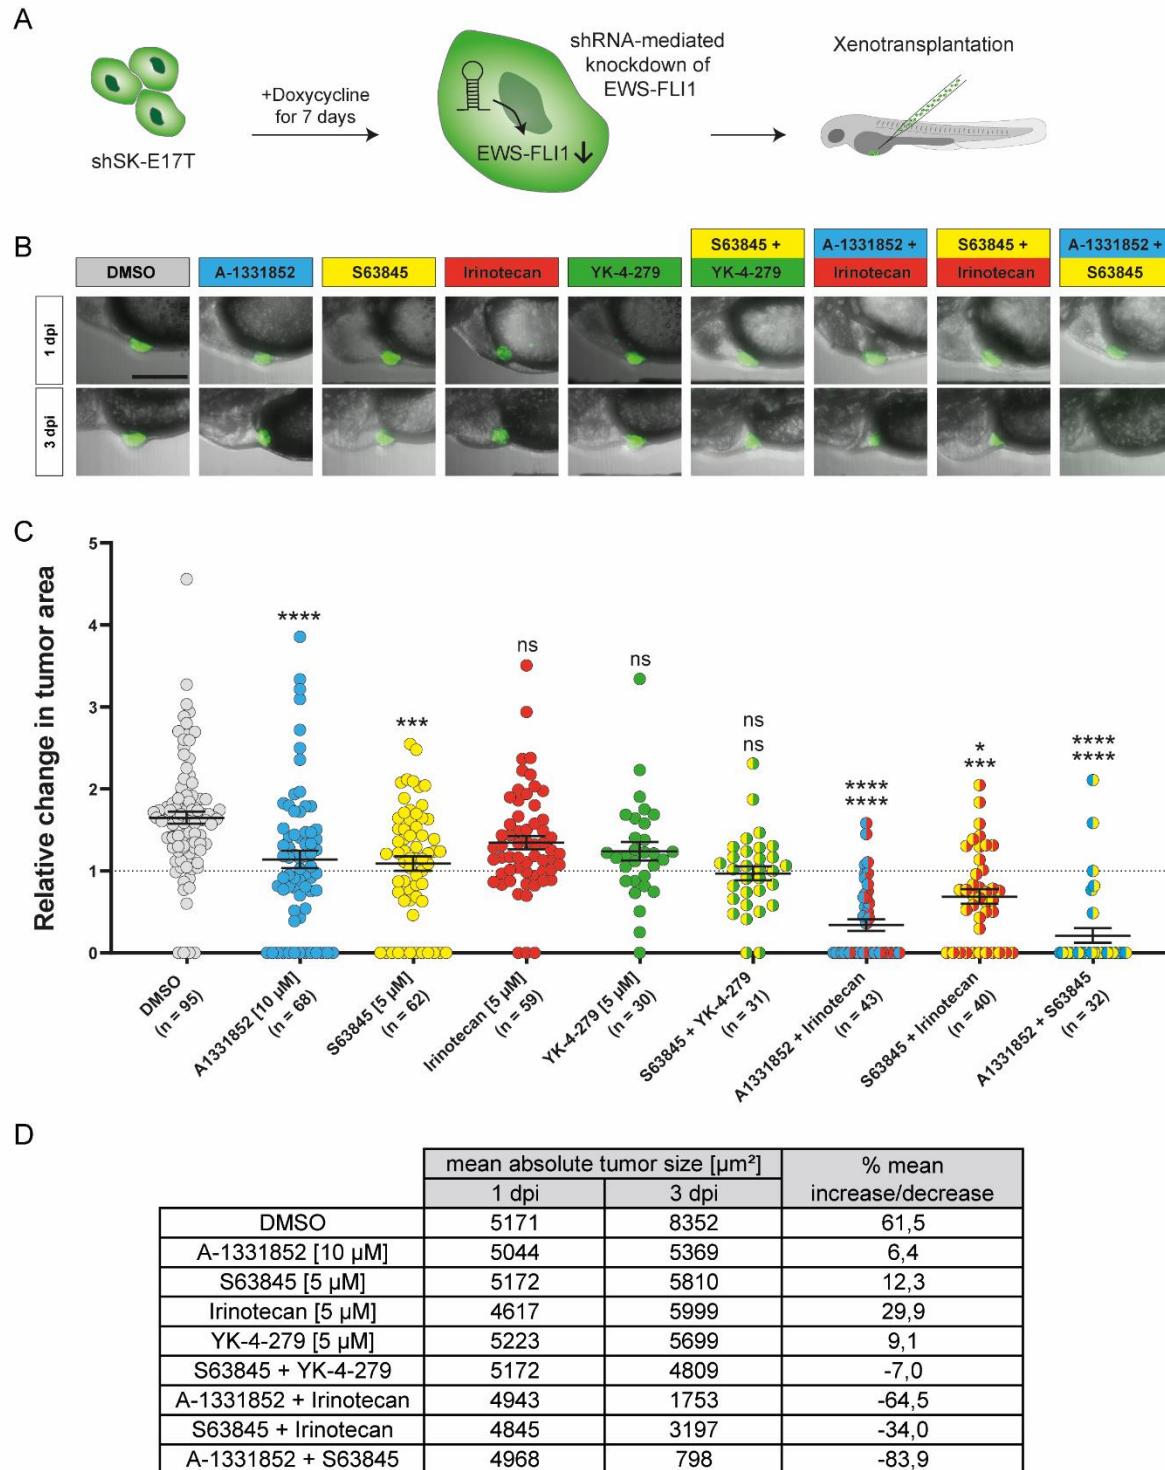 A
shSK-E17T
+Doxycycline
for 7 days
shRNA-mediated
knockdown of
EWS-FLI1
EWS-FLI1
Xenotransplantation
B
DMSO
A-1331852
S63845
Irinotecan
YK-4-279
S63845 +
YK-4-279
A-1331852 +
Irinotecan
S63845 +
Irinotecan
A-1331852 +
S63845
1 dpi
3 dpi
C
Relative change in tumor area
5
4
3
2
1
0
****
***
ns
ns
ns
ns
****
****
*
***
****
****
DMSO
(n = 95)
A1331852 [10 µM]
(n = 68)
S63845 [5 µM]
(n = 62)
Irinotecan [5 µM]
(n = 59)
YK-4-279 [5 µM]
(n = 30)
S63845 + YK-4-279
(n = 31)
A1331852 + Irinotecan
(n = 43)
S63845 + Irinotecan
(n = 40)
A1331852 + S63845
(n = 32)
D
mean absolute tumor size [µm²] % mean
increase/decrease
1 dpi 3 dpi
DMSO 5171 8352 61,5
A-1331852 [10 µM] 5044 5369 6,4
S63845 [5 µM] 5172 5810 12,3
Irinotecan [5 µM] 4617 5999 29,9
YK-4-279 [5 µM] 5223 5699 9,1
S63845 + YK-4-279 5172 4809 -7,0
A-1331852 + Irinotecan 4943 1753 -64,5
S63845 + Irinotecan 4845 3197 -34,0
A-1331852 + S63845 4968 798 -83,9